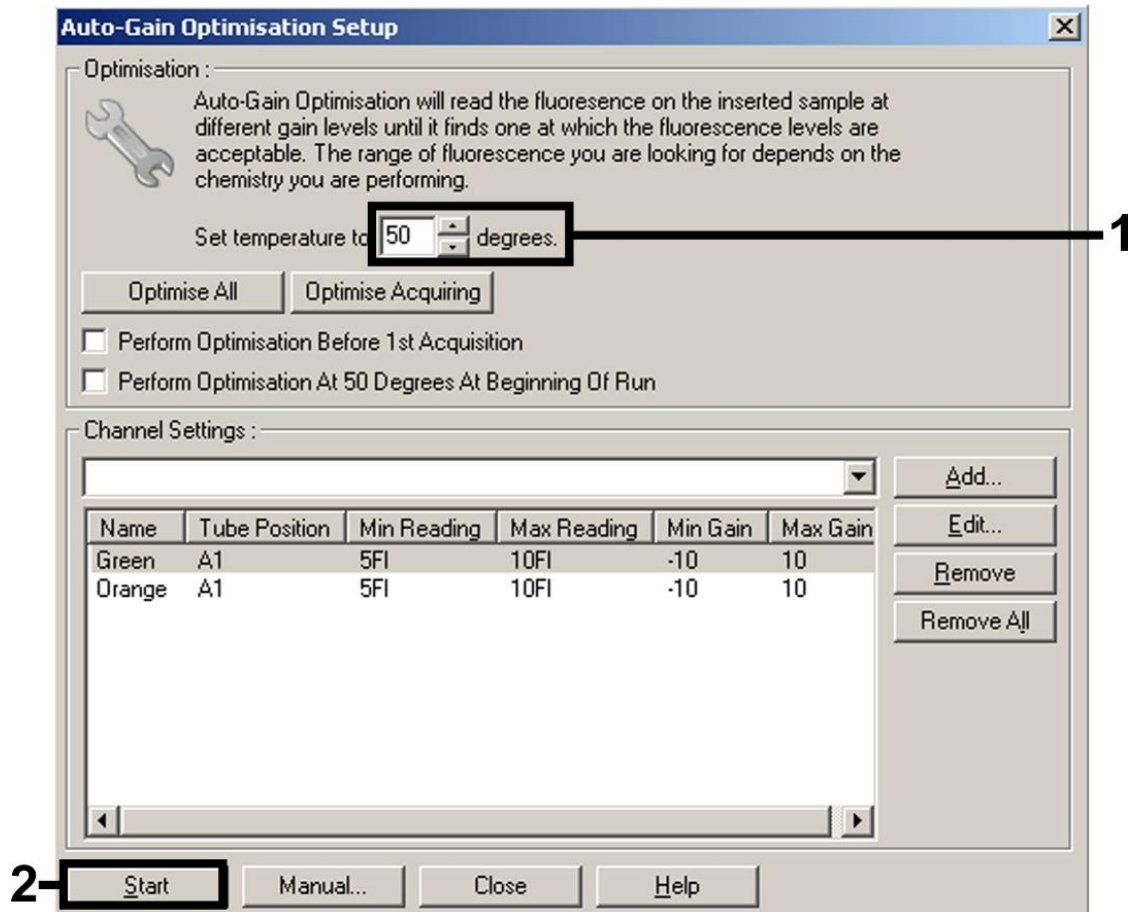 Auto-Gain Optimisation Setup
Optimisation :
Auto-Gain Optimisation will read the fluoresence on the inserted sample at
different gain levels until it finds one at which the fluorescence levels are
acceptable. The range of fluorescence you are looking for depends on the
chemistry you are performing.
Set temperature to 50 degrees.
1
Optimise All Optimise Acquiring
Perform Optimisation Before 1st Acquisition
Perform Optimisation At 50 Degrees At Beginning Of Run
Channel Settings :
Add...
Name Tube Position Min Reading Max Reading Min Gain Max Gain
Edit...
Green A1 5Fl 10Fl -10 10
Orange A1 5Fl 10Fl -10 10
Remove
Remove All
2
Start Manual... Close Help